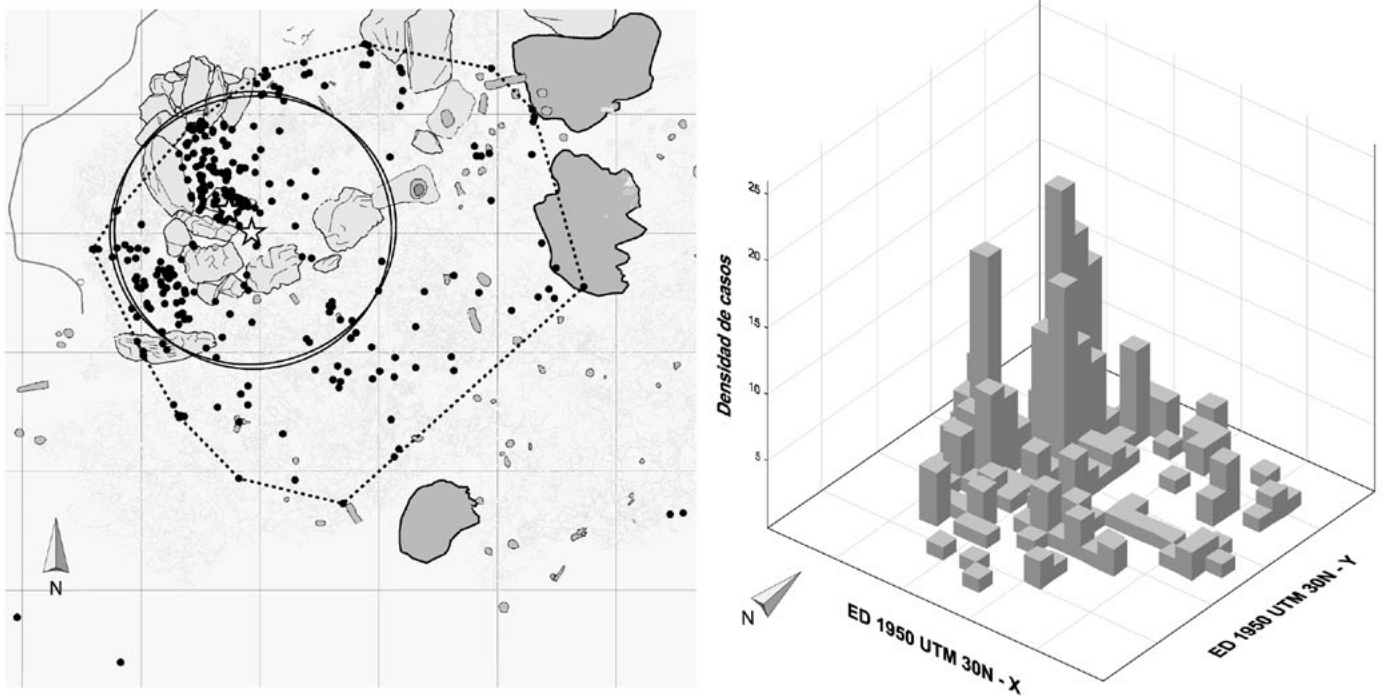 N
Densidad de casos
25
20
15
10
5
N
ED 1950 UTM 30N - X
ED 1950 UTM 30N - Y